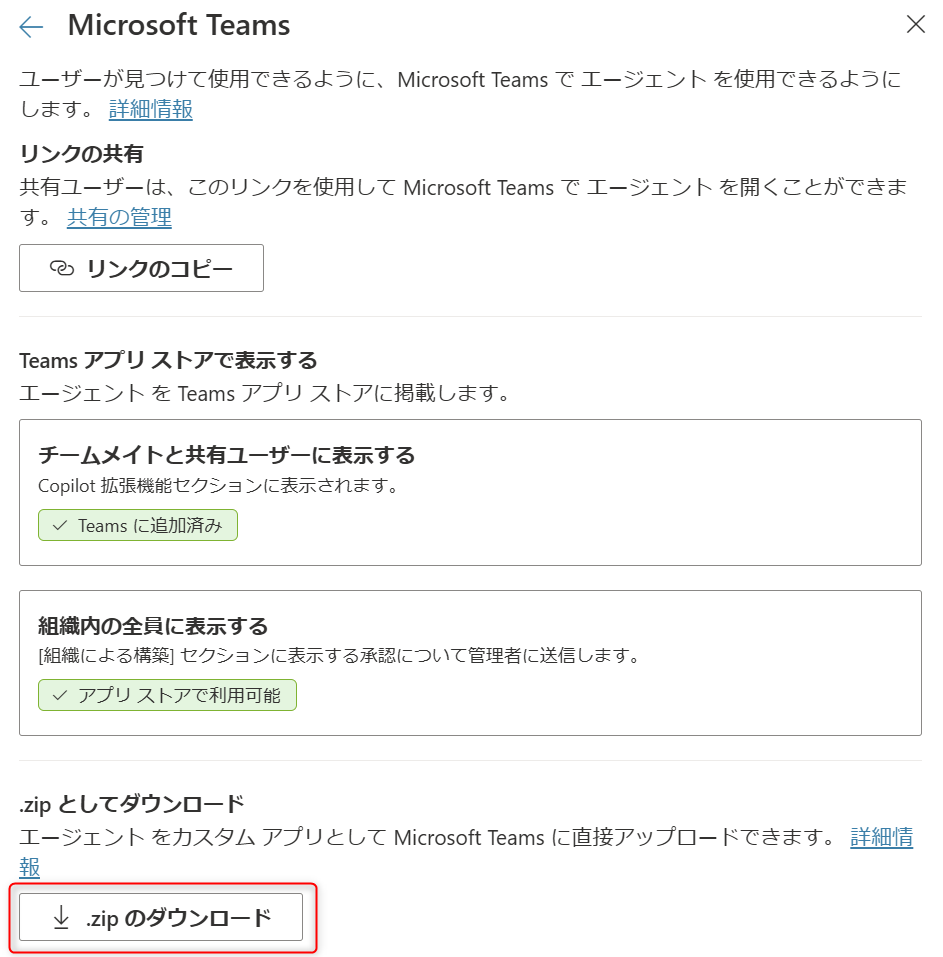 Microsoft Teams
ユーザーが見つけて使用できるように、Microsoft Teams で エージェント を使用できるように
します。 詳細情報
リンクの共有
共有ユーザーは、このリンクを使用して Microsoft Teams で エージェント を開くことができま
す。 共有の管理
リンクのコピー
Teams アプリ ストアで表示する
エージェント を Teams アプリ ストアに掲載します。
チームメイトと共有ユーザーに表示する
Copilot 拡張機能セクションに表示されます。
Teams に追加済み
組織内の全員に表示する
[組織による構築] セクションに表示する承認について管理者に送信します。
アプリ ストアで利用可能
.zip としてダウンロード
エージェント をカスタム アプリとして Microsoft Teams に直接アップロードできます。 詳細情
報
.zip のダウンロード